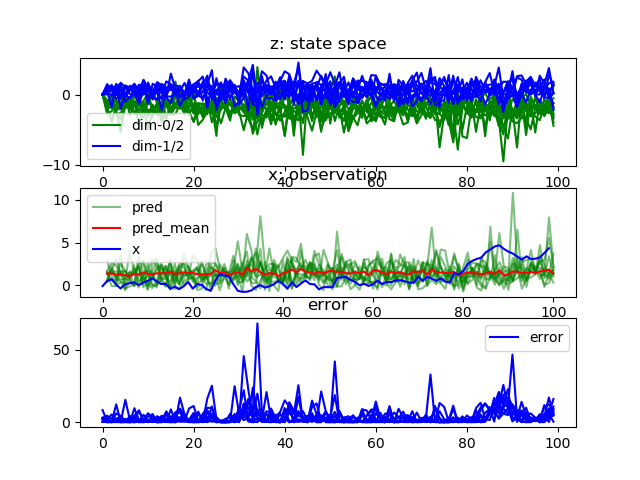 z: state space
0
−10
dim-0/2
dim-1/2
0 20 40 60 80 100
x: observation
10
5
0
pred
pred_mean
x
0 20 40 60 80 100
error
50
0
error
0 20 40 60 80 100